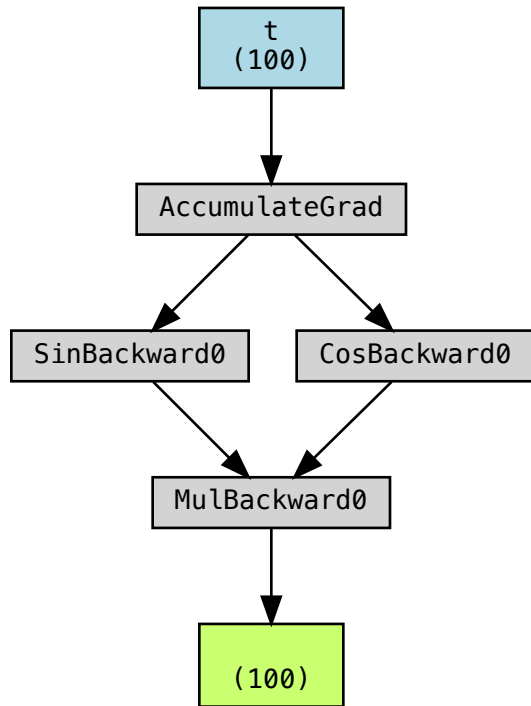 t
(100)
AccumulateGrad
SinBackward0
CosBackward0
MulBackward0
(100)